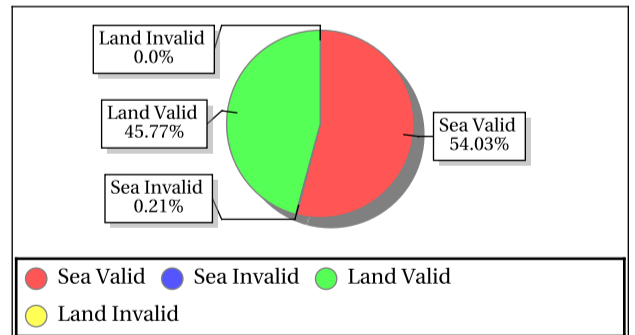 Land Invalid
0.0%
Land Valid
45.77%
Sea Valid
54.03%
Sea Invalid
0.21%
Sea Valid Sea Invalid Land Valid
Land Invalid